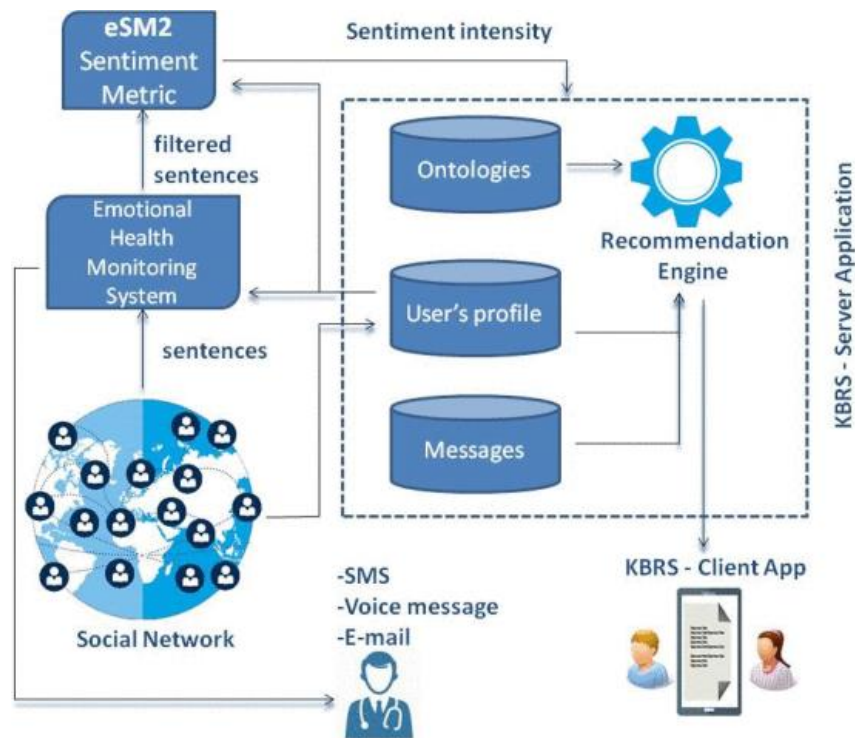 eSM2
Sentiment
Metric
Sentiment intensity
filtered
sentences
Ontologies
Emotional
Health
Monitoring
System
Recommendation
Engine
User's profile
sentences
Messages
KBRS - Server Application
Social Network
-SMS
-Voice message
-E-mail
KBRS - Client App